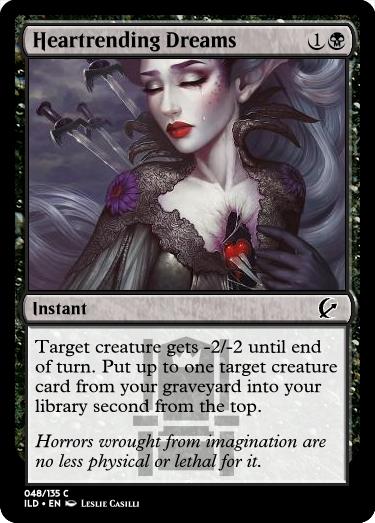 Heartrending Dreams 1
Instant
Target creature gets -2/-2 until end
of turn. Put up to one target creature
card from your graveyard into your
library second from the top.
Horrors wrought from imagination are
no less physical or lethal for it.
048/135 C
ILD • EN Leslie Casilli